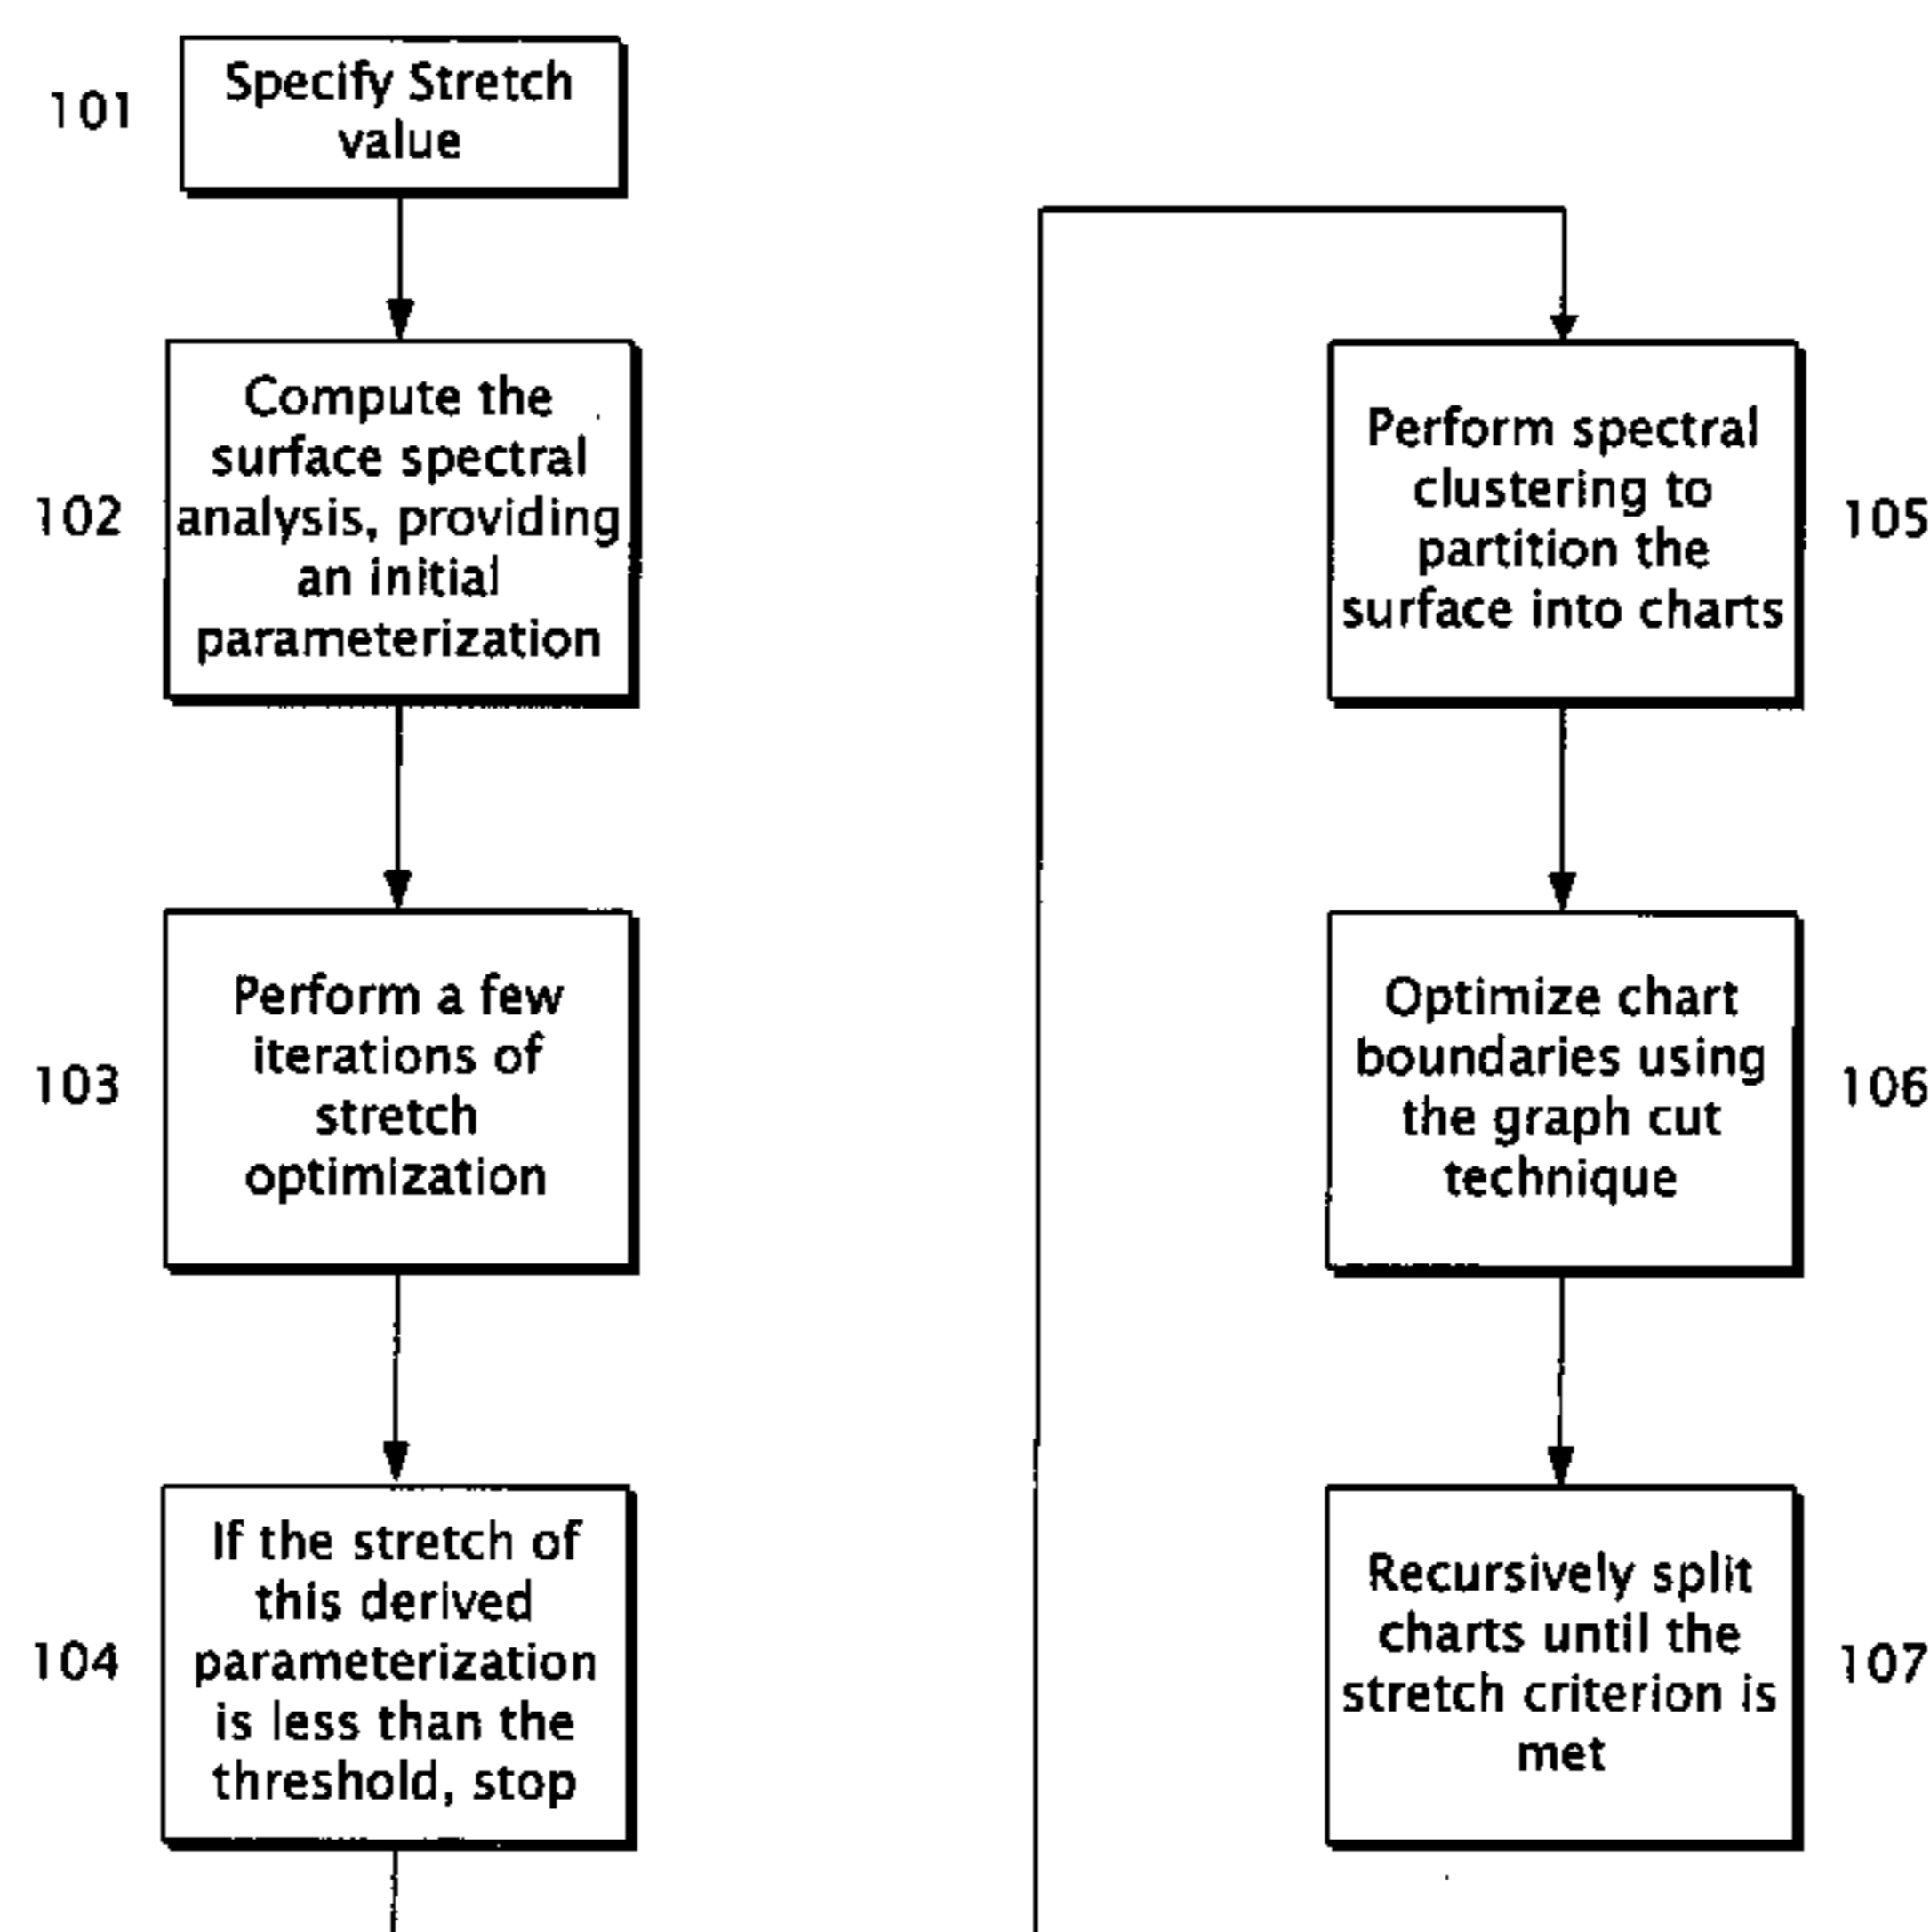 101
Specify Stretch
value
102
Compute the
surface spectral
analysis, providing
an initial
parameterization
103
Perform a few
iterations of
stretch
optimization
104
If the stretch of
this derived
parameterization
is less than the
threshold, stop
Perform spectral
clustering to
partition the
surface into charts
105
Optimize chart
boundaries using
the graph cut
technique
106
Recursively split
charts until the
stretch criterion is
met
107